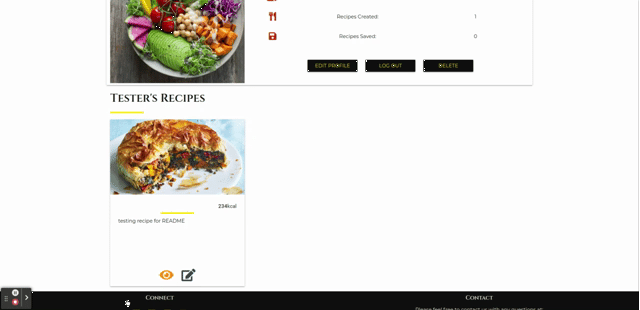 Recipes Created: 1
Recipes Saved: 0
EDIT PROFILE LOG OUT DELETE
TESTER'S RECIPES
234kcal
testing recipe for README
CONNECT CONTACT
Please feel free to contact us with any questions at